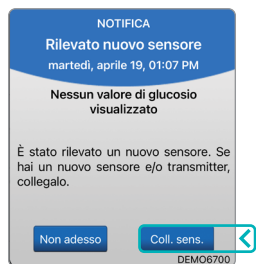 NOTIFICA
Rilevato nuovo sensore
martedì, aprile 19, 01:07 PM
Nessun valore di glucosio
visualizzato
È stato rilevato un nuovo sensore. Se
hai un nuovo sensore e/o transmitter,
collegalo.
Non adesso
Coll. sens.
DEMO6700